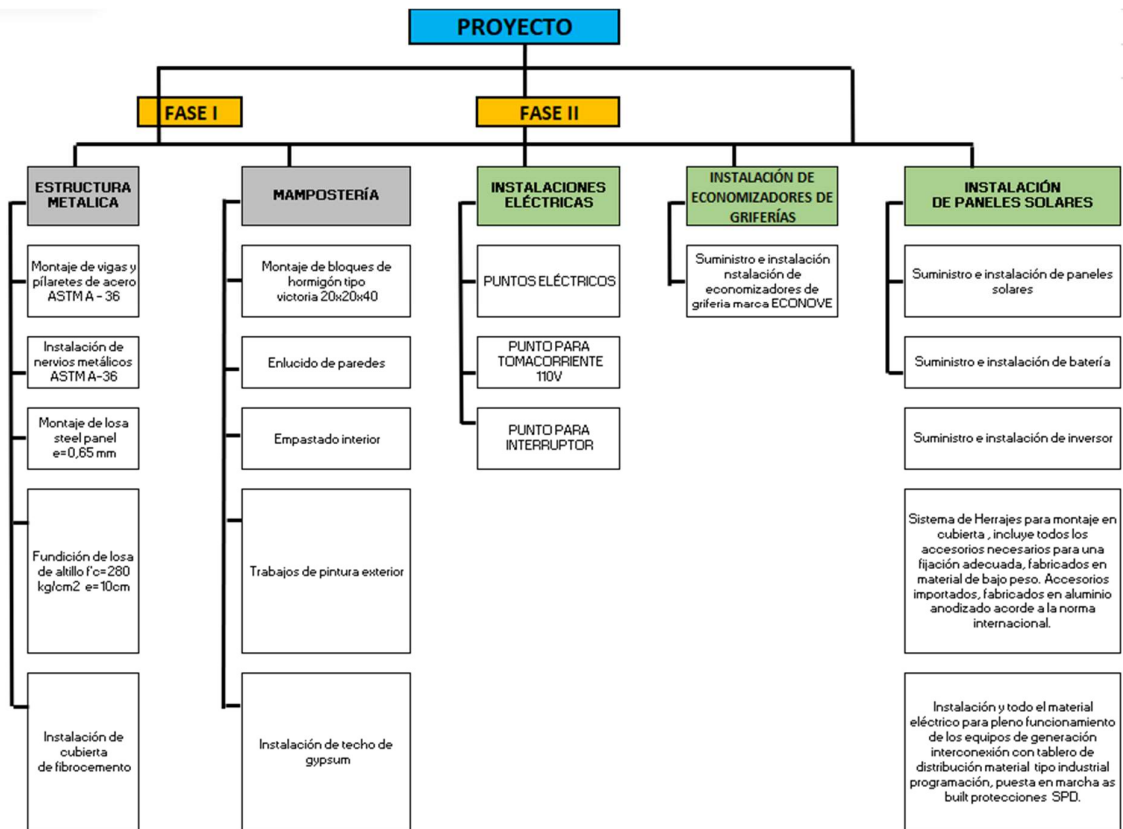 PROYECTO
FASE I
FASE II
ESTRUCTURA
METALICA
Montaje de vigas y
pílaretes de acero
ASTM A - 36
Instalación de
nervios metálicos
ASTM A-36
Montaje de losa
steel panel
e=0,65 mm
Fundición de losa
de altillo f'c=280
kg/cm2 e=10cm
Instalación de
cubierta
de fibrocemento
MAMPOSTERÍA
Montaje de bloques de
hormigón tipo
victoria 20x20x40
Enlucido de paredes
Empastado interior
Trabajos de pintura exterior
Instalación de techo de
gypsum
INSTALACIONES
ELÉCTRICAS
PUNTOS ELÉCTRICOS
PUNTO PARA
TOMACORRIENTE
110V
PUNTO PARA
INTERRUPTOR
INSTALACIÓN DE
ECONOMIZADORES DE
GRIFERÍAS
Suministro e instalación
nstalación de
economizadores de
griferia marca ECONOVE
INSTALACIÓN
DE PANELES SOLARES
Suministro e instalación de paneles
solares
Suministro e instalación de batería
Suministro e instalación de inversor
Sistema de Herrajes para montaje en
cubierta , incluye todos los
accesorios necesarios para una
fijación adecuada, fabricados en
material de bajo peso. Accesorios
importados, fabricados en aluminio
anodizado acorde a la norma
internacional.
Instalación y todo el material
eléctrico para pleno funcionamiento
de los equipos de generación
interconexión con tablero de
distribución material tipo industrial
programación, puesta en marcha as
built protecciones SPD.